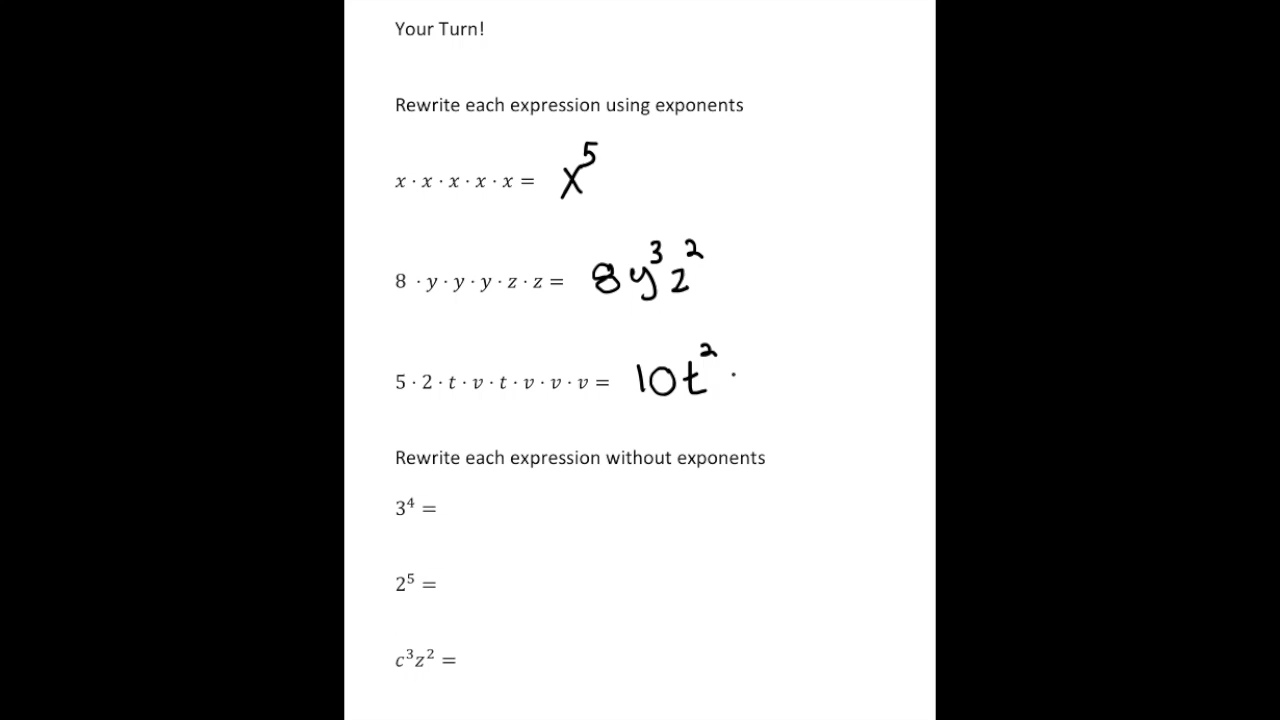 Your Turn!
Rewrite each expression using exponents
x · x · x · x · x = x⁵
8 · y · y · y · z · z = 8y³z²
5 · 2 · t · v · t · v · v · v = 10t² ·
Rewrite each expression without exponents
3⁴ =
2⁵ =
c³z² =